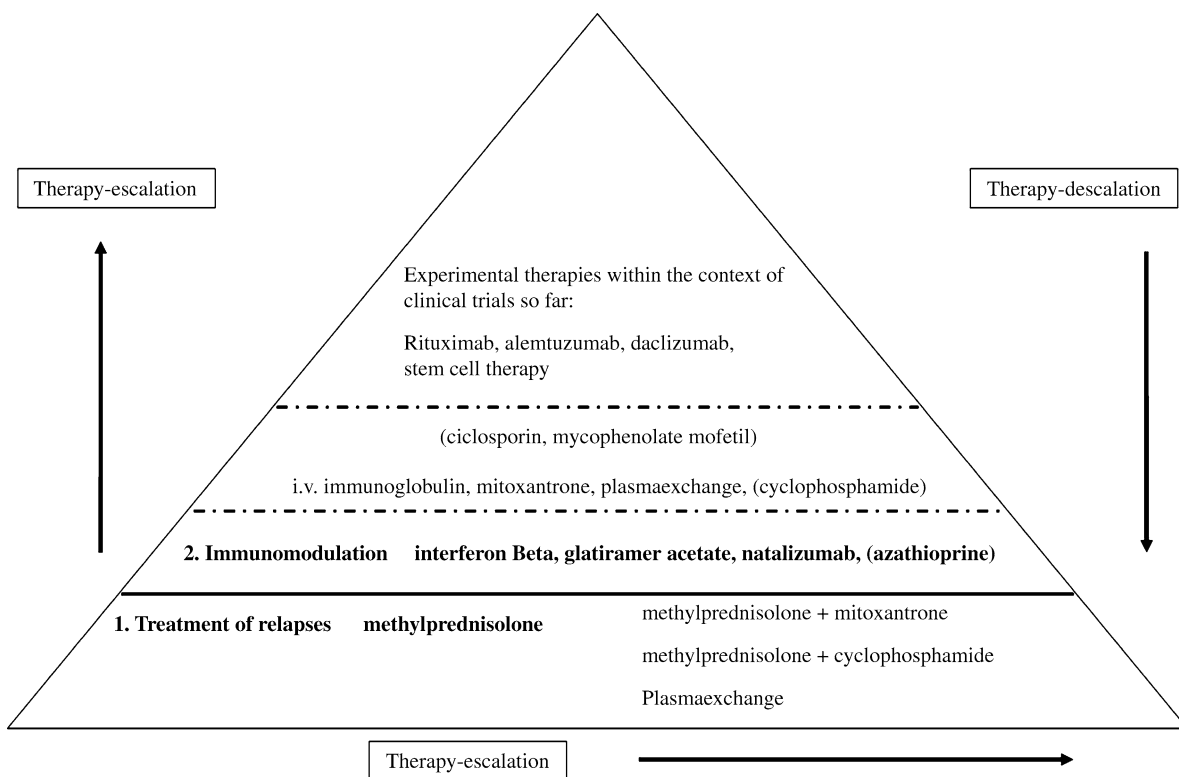 Therapy-escalation
Therapy-descalation
Experimental therapies within the context of
clinical trials so far:
Rituximab, alemtuzumab, daclizumab,
stem cell therapy
(ciclosporin, mycophenolate mofetil)
i.v. immunoglobulin, mitoxantrone, plasmaexchange, (cyclophosphamide)
2. Immunomodulation interferon Beta, glatiramer acetate, natalizumab, (azathioprine)
1. Treatment of relapses methylprednisolone
methylprednisolone + mitoxantrone
methylprednisolone + cyclophosphamide
Plasmaexchange
Therapy-escalation